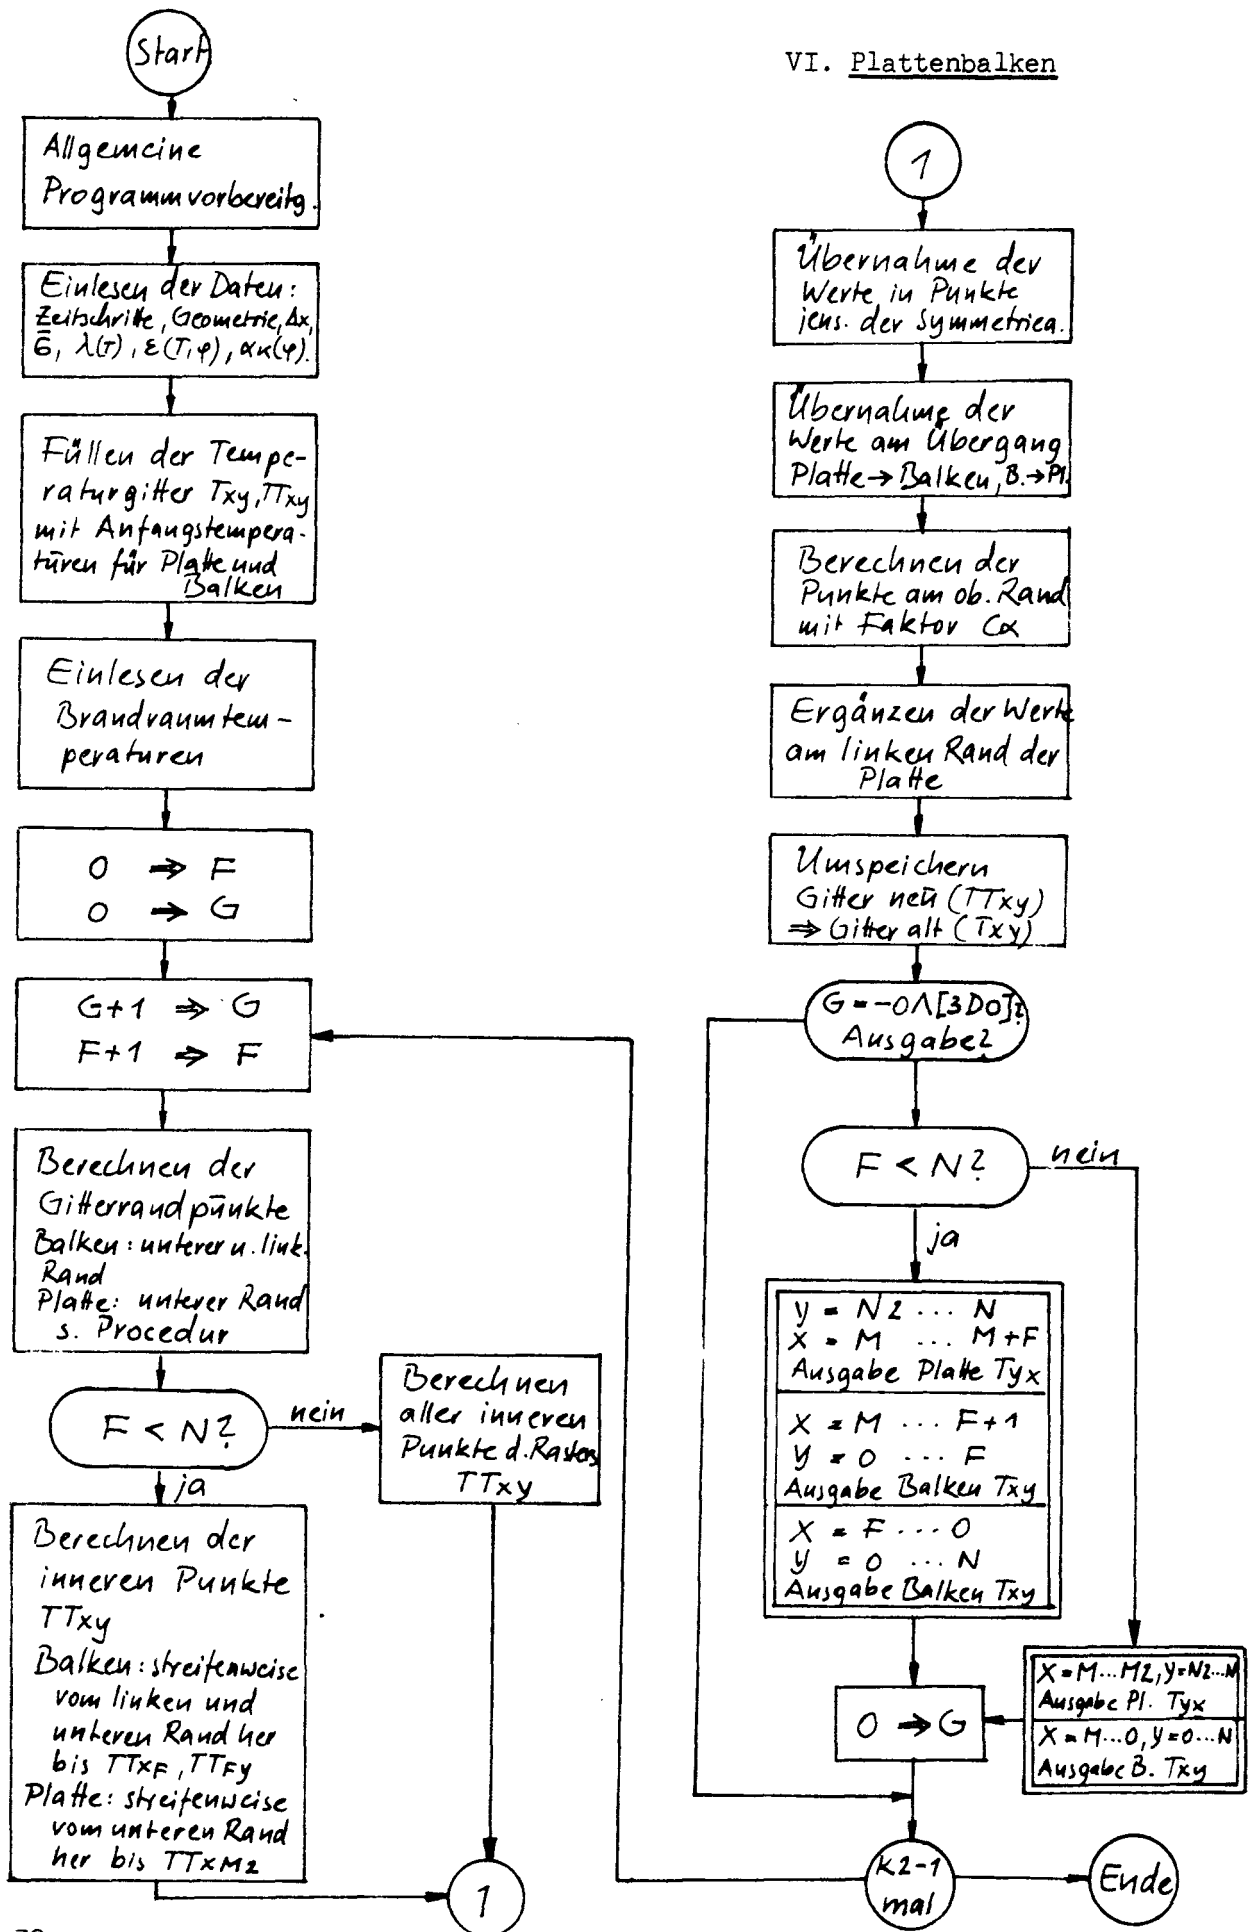 VI. Plattenbalken
Start
Allgemeine
Programmvorbereitg.
Einlesen der Daten:
Zeitschritte, Geometrie, Δx,
λ(T), ε(T,φ), ακ(φ).
Füllen der Tempe-
raturgitter Txy, TTxy
mit Anfangstempera-
tūren für Platte und
Balken
Einlesen der
Brandraumtem-
peraturen
0 ⇒ F
0 ⇒ G
G+1 ⇒ G
F+1 ⇒ F
Berechnen der
Gitterrandpūnkte
Balken: unterer u. link.
Rand
Platte: unterer Rand
s. Procedur
F < N?
nein
ja
Berechnen
aller inneren
Punkte d. Rasters
TTxy
Berechnen der
inneren Punkte
TTxy
Balken: streifenweise
vom linken und
unteren Rand her
bis TTxF, TTFy
Platte: streifenweise
vom unteren Rand
her bis TTxM2
1
1
Übernahme der
Werte in Punkte
jens. der Symmetriea.
Übernahme der
Werte am Übergang
Platte → Balken, B. → Pl.
Berechnen der
Punkte am ob. Rand
mit Faktor Cα
Ergänzen der Werte
am linken Rand der
Platte
Umspeichern
Gitter neū (TTxy)
⇒ Gitter alt (Txy)
G = -0∧[3D0]?
Ausgabe?
F < N?
nein
ja
y = N2 ... N
X = M ... M+F
Ausgabe Platte Tyx
X = M ... F+1
y = 0 ... F
Ausgabe Balken Txy
X = F ... 0
y = 0 ... N
Ausgabe Balken Txy
X = M...M2, y = N2...N
Ausgabe Pl. Tyx
X = M...0, y = 0...N
Ausgabe B. Txy
0 ⇒ G
K2-1
mal
Ende